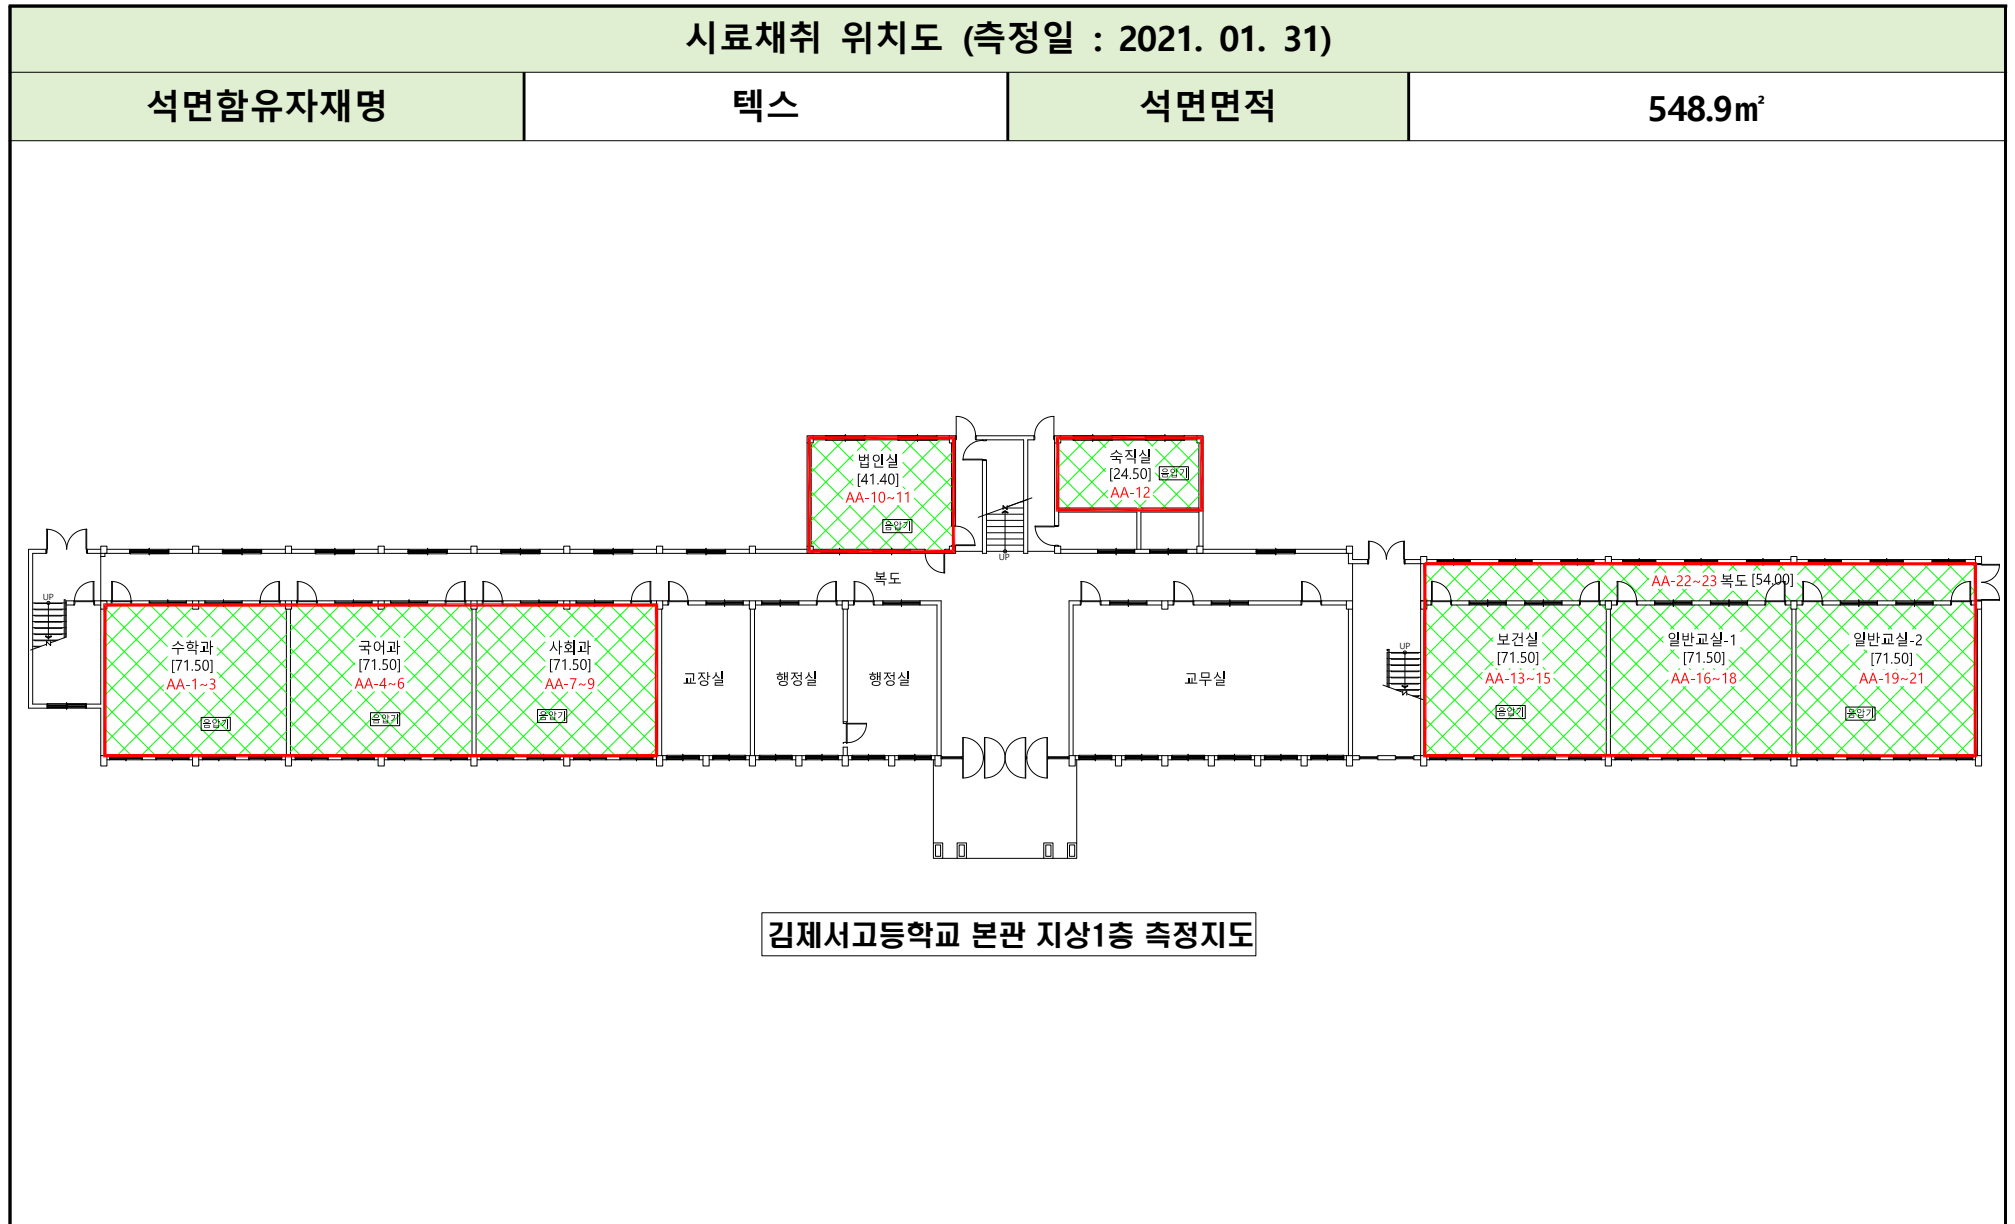 시료채취 위치도 (측정일 : 2021. 01. 31)
석면함유자재명
텍스
석면면적
548.9㎡
법인실
[41.40]
AA-10~11
음압기
숙직실
[24.50]
AA-12
음압기
UP
복도
UP
AA-22~23 복도 [54.00]
수학과
[71.50]
AA-1~3
음압기
국어과
[71.50]
AA-4~6
음압기
사회과
[71.50]
AA-7~9
음압기
교장실
행정실
행정실
교무실
UP
보건실
[71.50]
AA-13~15
음압기
일반교실-1
[71.50]
AA-16~18
일반교실-2
[71.50]
AA-19~21
음압기
김제서고등학교 본관 지상1층 측정지도